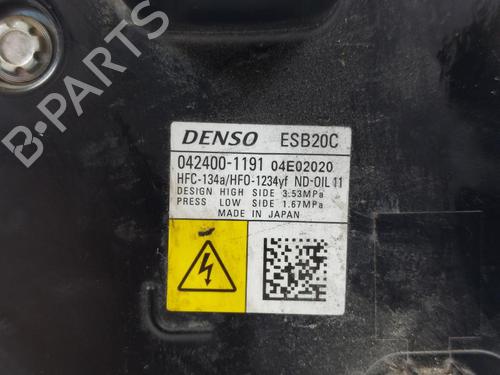 B-PARTS
DENSO ESB20C
042400-1191 04E02020
HFC-134a/HFO-1234yf ND-OIL 11
DESIGN HIGH SIDE 3.53MPa
PRESS LOW SIDE 1.67MPa
MADE IN JAPAN